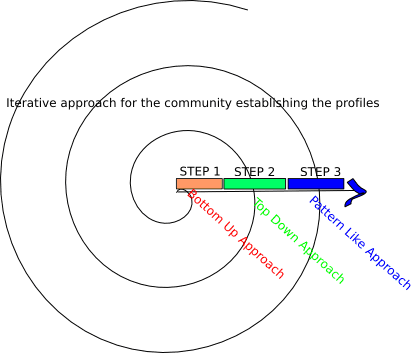 Iterative approach for the community establishing the profiles
STEP 1
STEP 2
STEP 3
Bottom Up Approach
Top Down Approach
Pattern Like Approach